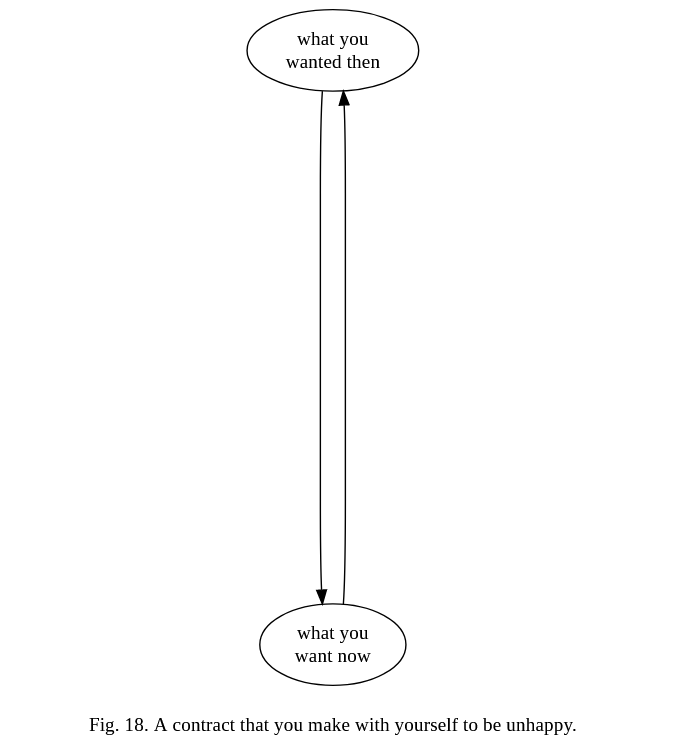 what you
wanted then
what you
want now
Fig. 18. A contract that you make with yourself to be unhappy.